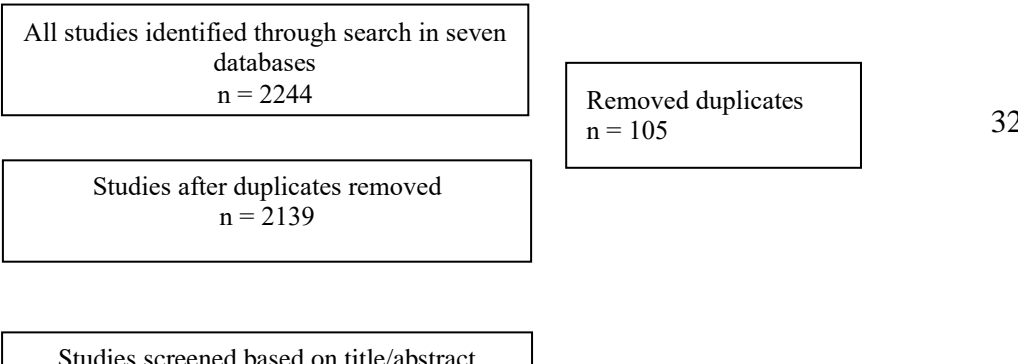 All studies identified through search in seven
databases
n = 2244
Removed duplicates
n = 105
32
Studies after duplicates removed
n = 2139
Studies screened based on title/abstract